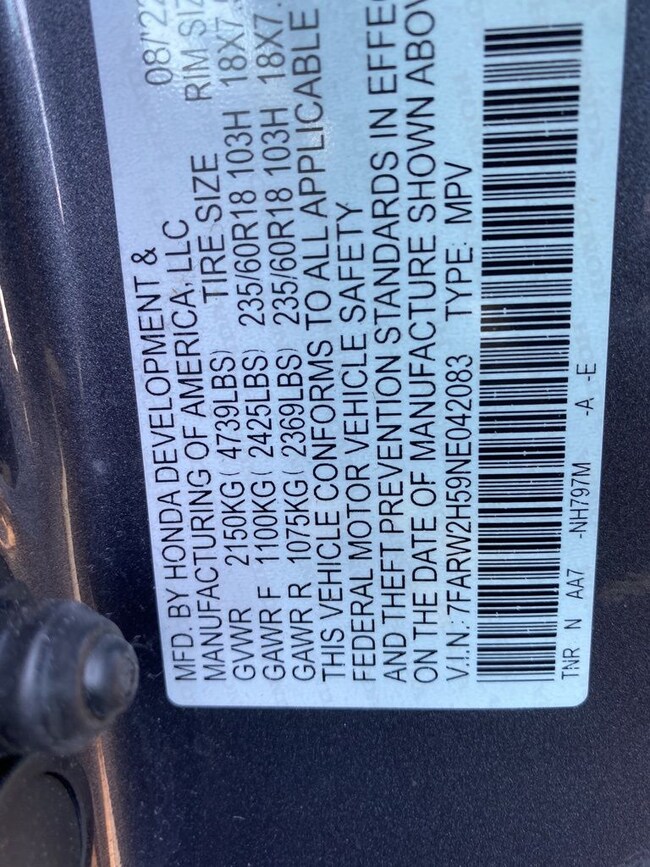 MFD. BY HONDA DEVELOPMENT & 08/22
MANUFACTURING OF AMERICA, LLC
TIRE SIZE RIM SIZ
GVWR 2150KG( 4739LBS) 235/60R18 103H 18X7.
GAWR F 1100KG( 2425LBS) 235/60R18 103H 18X7.
GAWR R 1075KG( 2369LBS)
THIS VEHICLE CONFORMS TO ALL APPLICABLE
FEDERAL MOTOR VEHICLE SAFETY
AND THEFT PREVENTION STANDARDS IN EFFEC
ON THE DATE OF MANUFACTURE SHOWN ABOV
V.I.N.: 7FARW2H59NE042083 TYPE: MPV
TNR N AA7 -NH797M -A -E